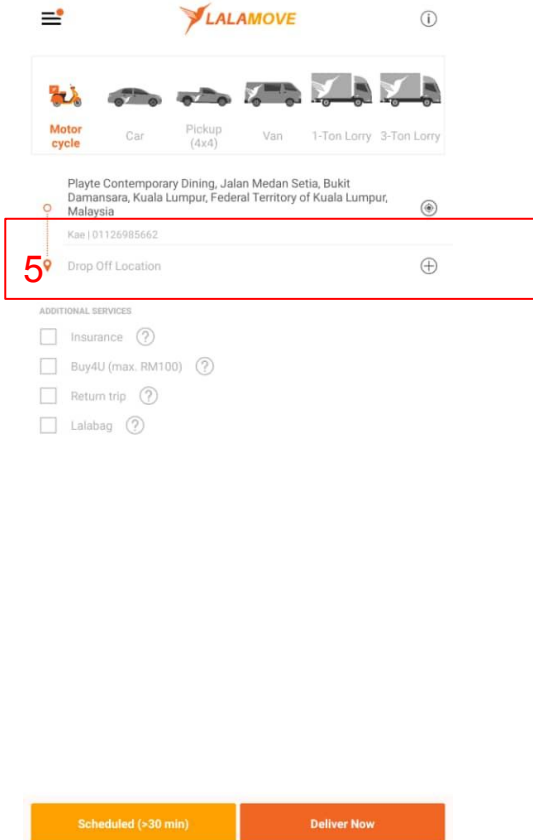 LALAMOVE
Motor cycle
Car
Pickup (4x4)
Van
1-Ton Lorry
3-Ton Lorry
Playte Contemporary Dining, Jalan Medan Setia, Bukit
Damansara, Kuala Lumpur, Federal Territory of Kuala Lumpur,
Malaysia
Kae | 01126985662
5
Drop Off Location
ADDITIONAL SERVICES
Insurance ?
Buy4U (max. RM100) ?
Return trip ?
Lalabag ?
Scheduled (>30 min)
Deliver Now